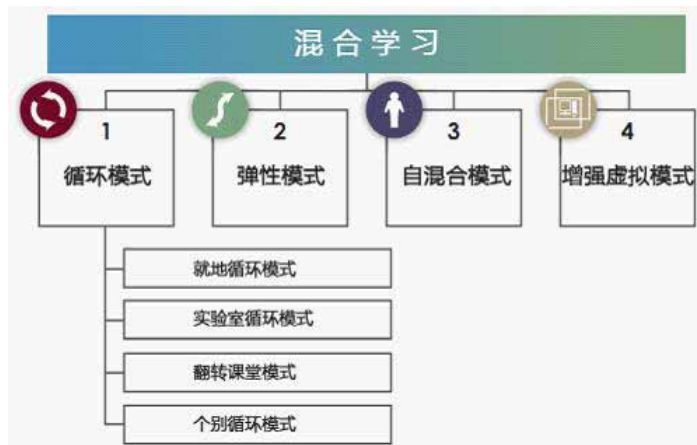 混合学习
1
循环模式
2
弹性模式
3
自混合模式
4
增强虚拟模式
就地循环模式
实验室循环模式
翻转课堂模式
个别循环模式